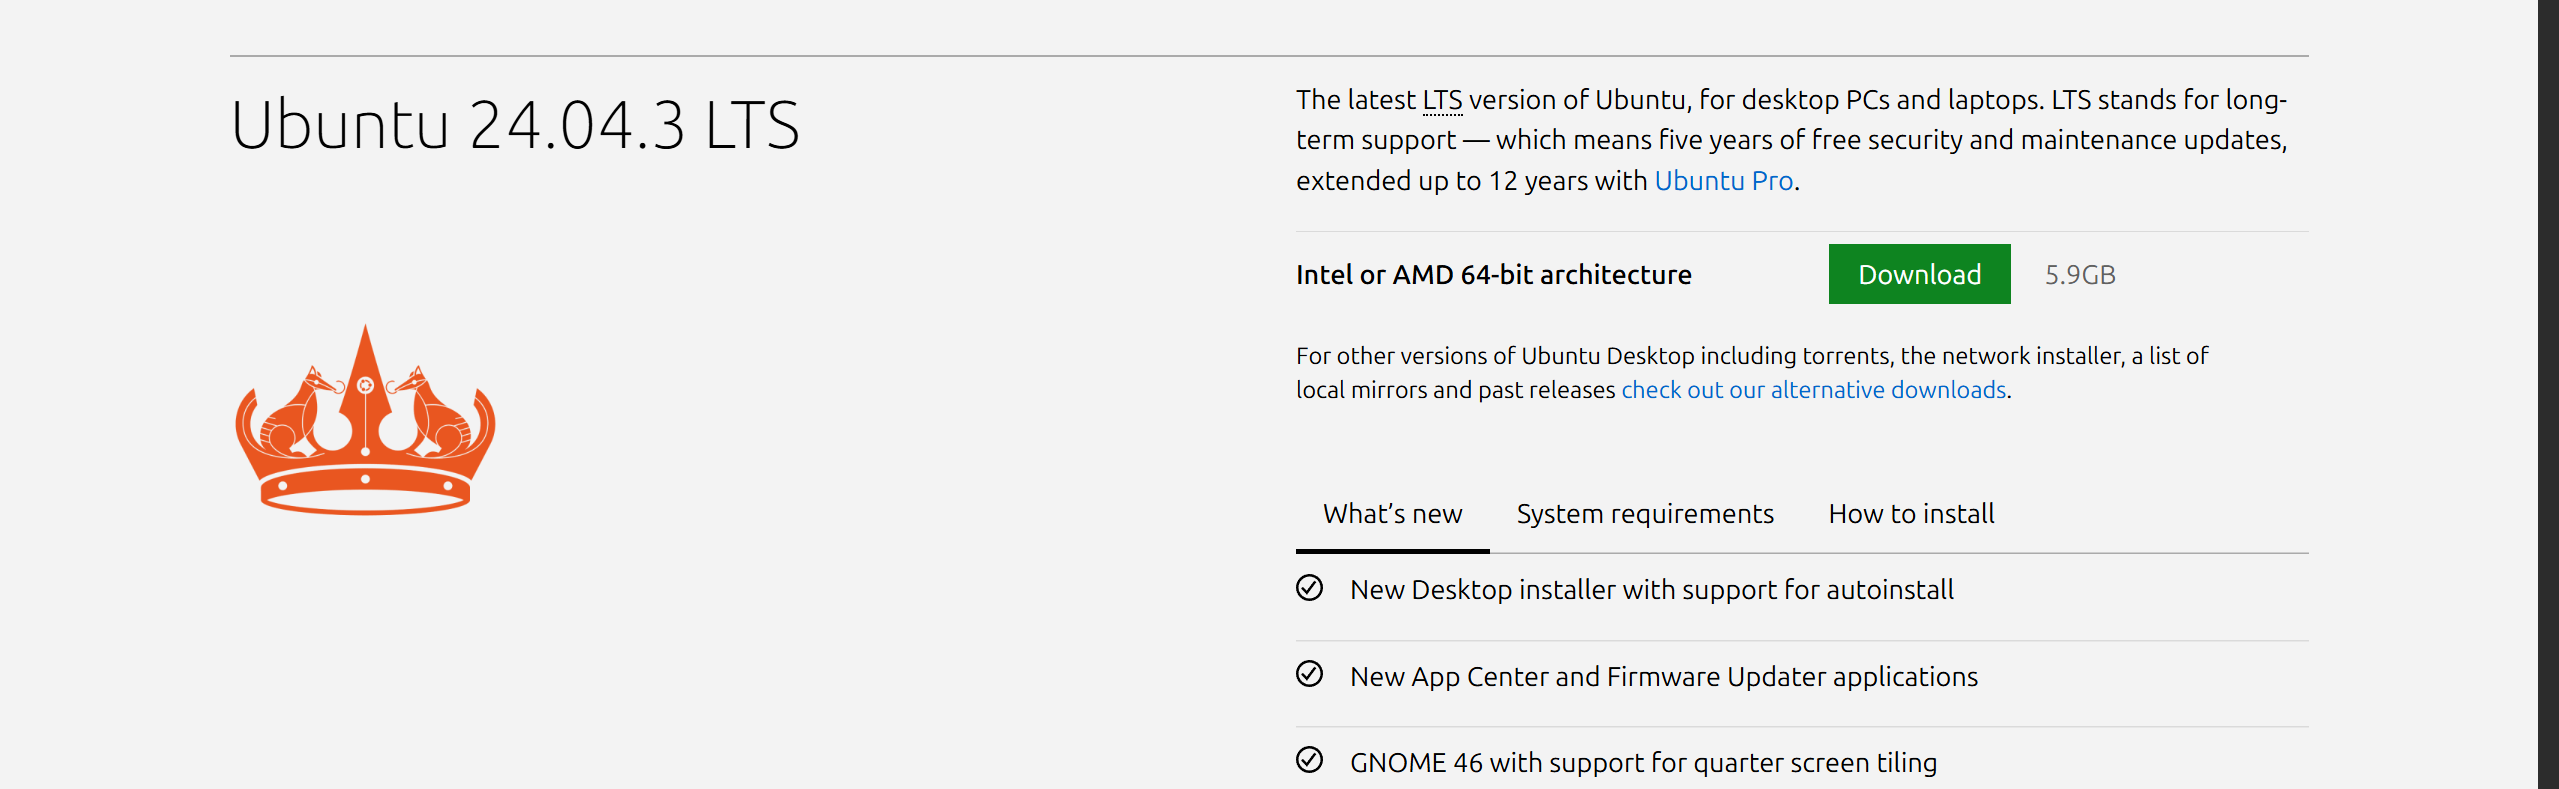 Ubuntu 24.04.3 LTS
The latest LTS version of Ubuntu, for desktop PCs and laptops. LTS stands for long-
term support — which means five years of free security and maintenance updates,
extended up to 12 years with Ubuntu Pro.
Intel or AMD 64-bit architecture
Download
5.9GB
For other versions of Ubuntu Desktop including torrents, the network installer, a list of
local mirrors and past releases check out our alternative downloads.
What’s new
System requirements
How to install
New Desktop installer with support for autoinstall
New App Center and Firmware Updater applications
GNOME 46 with support for quarter screen tiling